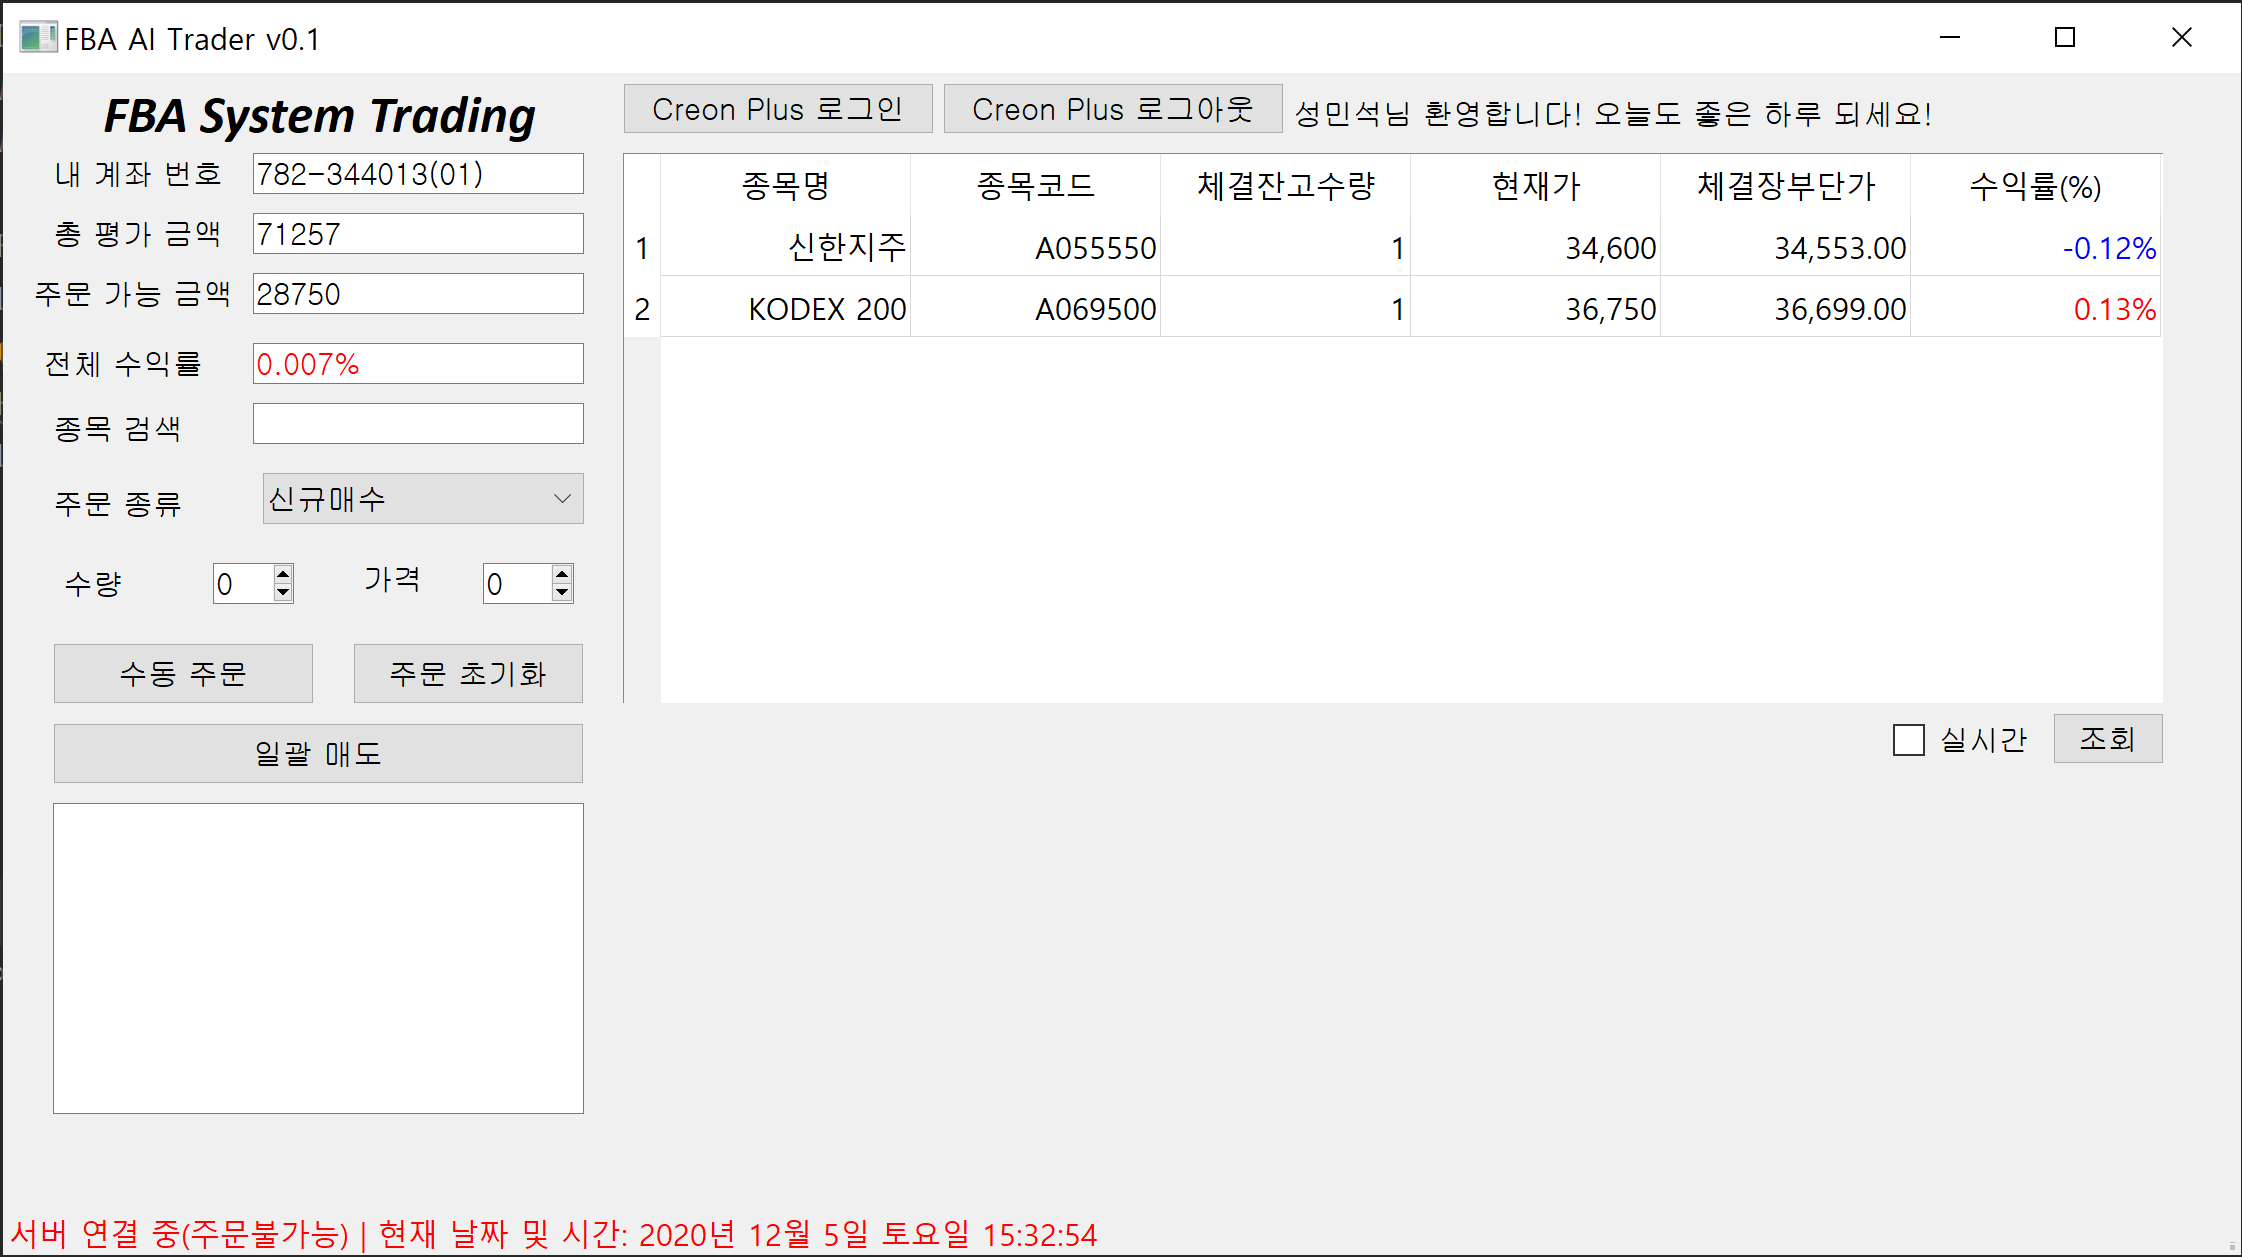 FBA AI Trader v0.1
FBA System Trading
Creon Plus 로그인 Creon Plus 로그아웃 성민석님 환영합니다! 오늘도 좋은 하루 되세요!
내 계좌 번호 782-344013(01)
총 평가 금액 71257
주문 가능 금액 28750
전체 수익률 0.007%
종목 검색
주문 종류 신규매수
수량 0 가격 0
수동 주문 주문 초기화
일괄 매도
종목명 종목코드 체결잔고수량 현재가 체결장부단가 수익률(%)
1 신한지주 A055550 1 34,600 34,553.00 -0.12%
2 KODEX 200 A069500 1 36,750 36,699.00 0.13%
실시간 조회
서버 연결 중(주문불가능) | 현재 날짜 및 시간: 2020년 12월 5일 토요일 15:32:54